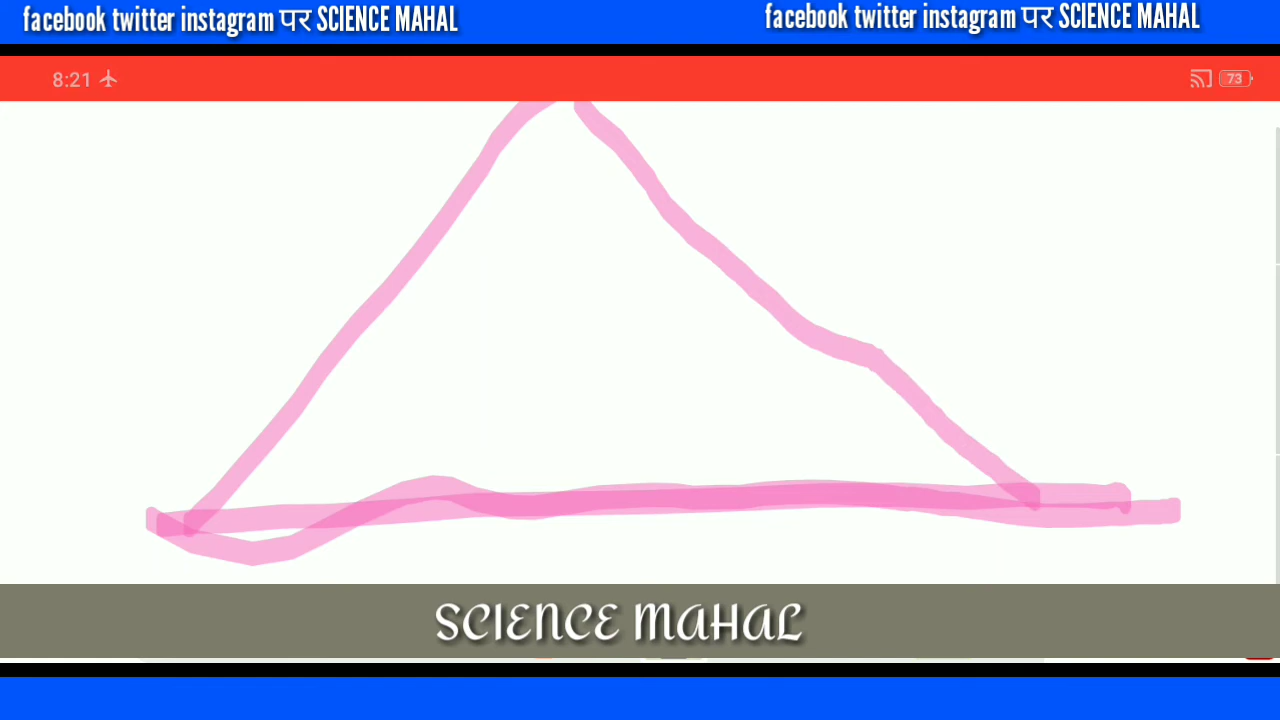 facebook twitter instagram पर SCIENCE MAHAL
facebook twitter instagram पर SCIENCE MAHAL
8:21
73
SCIENCE MAHAL